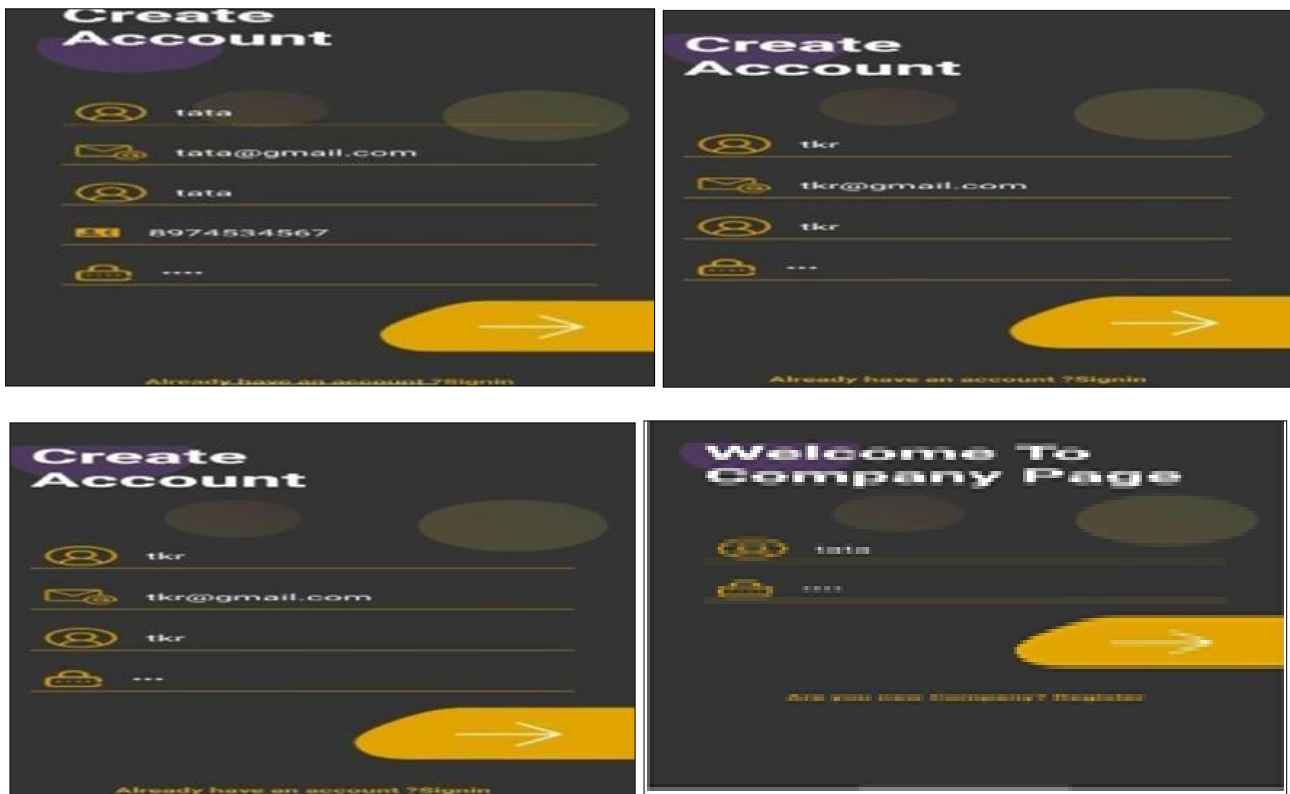 Create
Account
tata
tata@gmail.com
tata
8974534567
••••
Already have an account ?Signin
Create
Account
tkr
tkr@gmail.com
tkr
•••
Already have an account ?Signin
Create
Account
tkr
tkr@gmail.com
tkr
•••
Already have an account ?Signin
Welcome To
Company Page
tata
••••
Are you new Company? Register